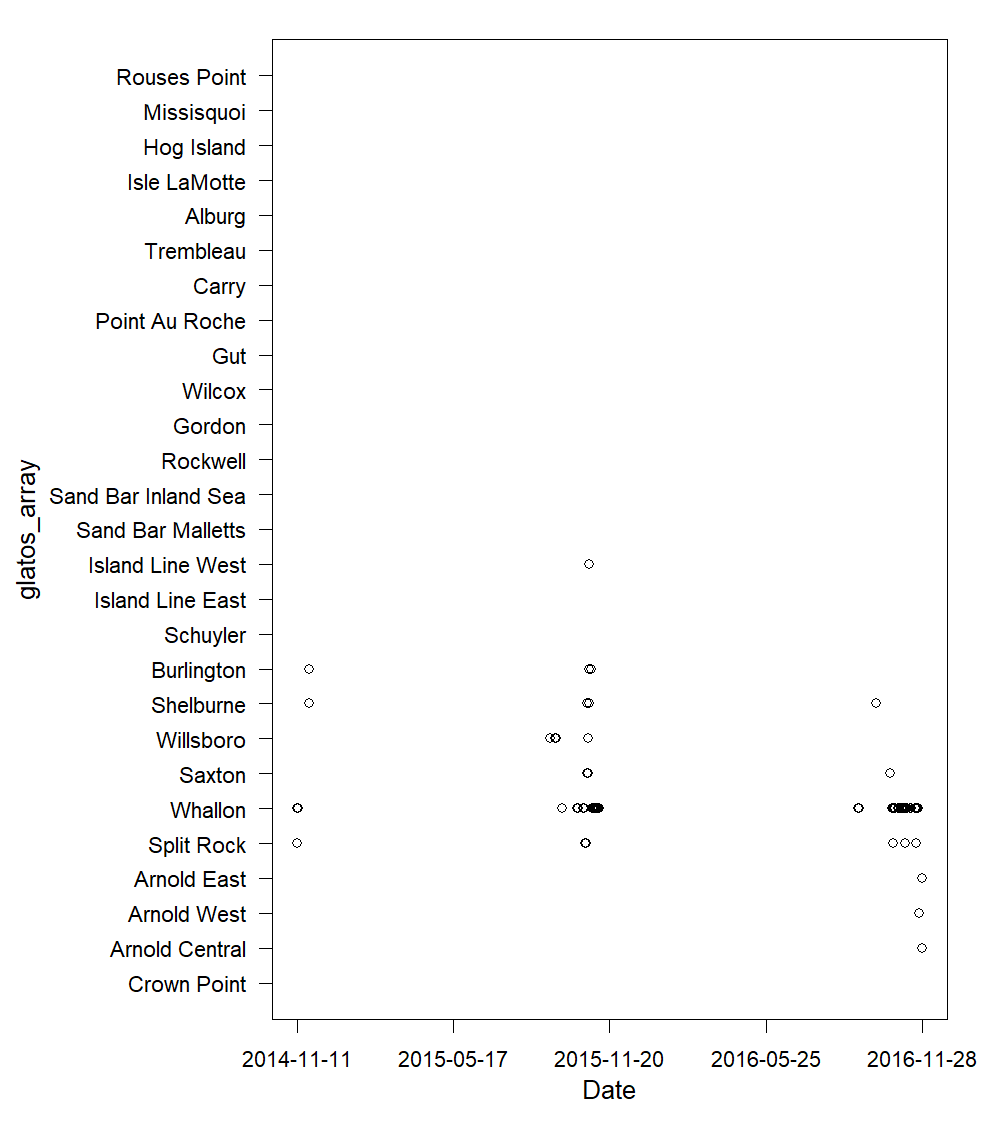 Rouses Point
Missisquoi
Hog Island
Isle LaMotte
Alburg
Trembleau
Carry
Point Au Roche
Gut
Wilcox
Gordon
Rockwell
Sand Bar Inland Sea
Sand Bar Malletts
Island Line West
Island Line East
Schuyler
Burlington
Shelburne
Willsboro
Saxton
Whallon
Split Rock
Arnold East
Arnold West
Arnold Central
Crown Point
glatos_array
2014-11-11 2015-05-17 2015-11-20 2016-05-25 2016-11-28
Date